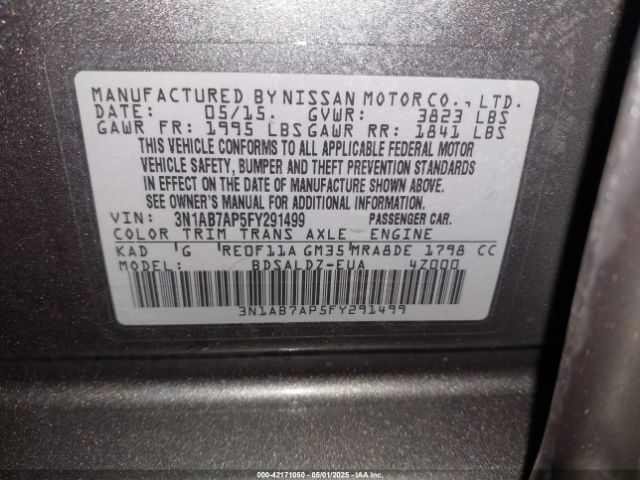 MANUFACTURED BY NISSAN MOTOR CO., LTD.
DATE: 05/15. GVWR: 3823 LBS
GAWR FR: 1995 LBS GAWR RR: 1841 LBS
THIS VEHICLE CONFORMS TO ALL APPLICABLE FEDERAL MOTOR
VEHICLE SAFETY, BUMPER AND THEFT PREVENTION STANDARDS
IN EFFECT ON THE DATE OF MANUFACTURE SHOWN ABOVE.
SEE OWNER'S MANUAL FOR ADDITIONAL INFORMATION.
VIN: 3N1AB7AP5FY291499 PASSENGER CAR.
COLOR TRIM TRANS AXLE ENGINE
KAD G RE0F11A GM35 MRA8DE 1798 CC
MODEL: BDSALDZ-EUA 4Z000
3N1AB7AP5FY291499
000-42171050 - 05/01/2025 - IAA Inc.